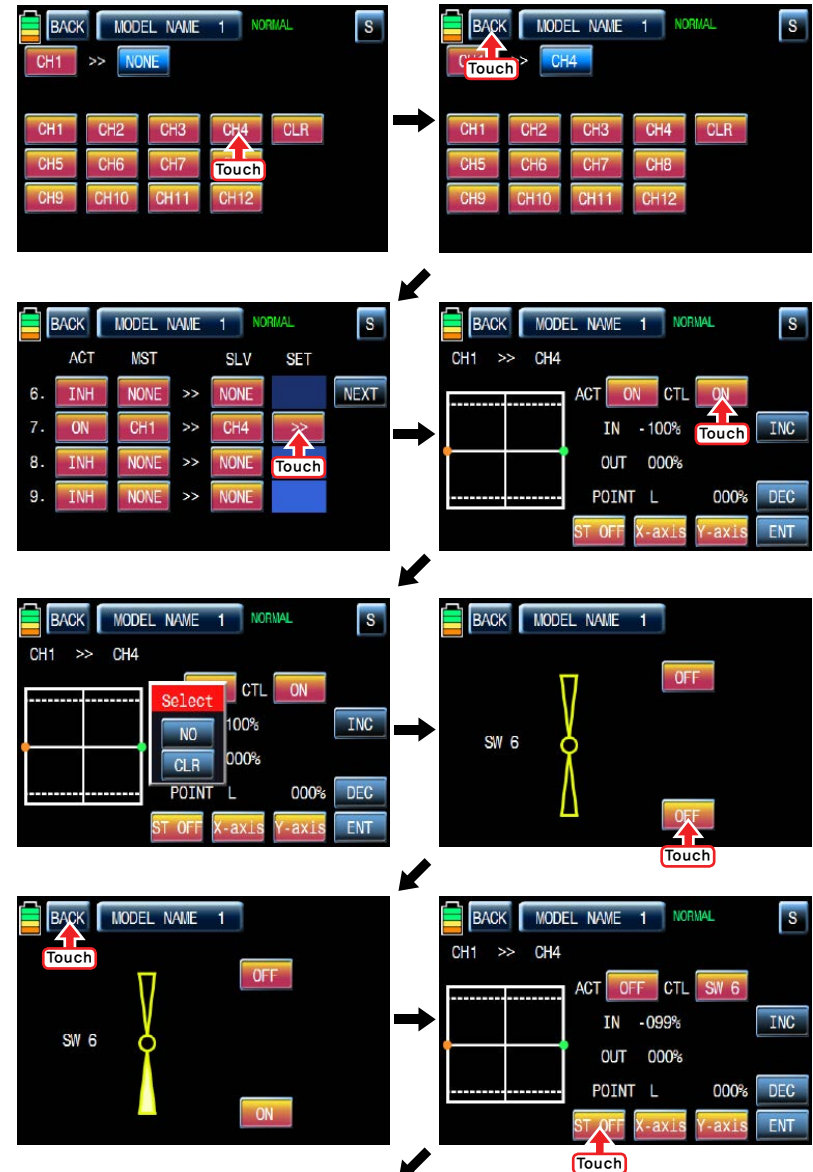 BACK MODEL NAME 1 NORMAL S
CH1 >> NONE
CH1 CH2 CH3 CH4 CLR
CH5 CH6 CH7 Touch
CH9 CH10 CH11 CH12
BACK MODEL NAME 1 NORMAL S
Touch > CH4
CH1 CH2 CH3 CH4 CLR
CH5 CH6 CH7 CH8
CH9 CH10 CH11 CH12
BACK MODEL NAME 1 NORMAL S
ACT MST SLV SET
6. INH NONE >> NONE NEXT
7. ON CH1 >> CH4 >>
8. INH NONE >> NONE Touch
9. INH NONE >> NONE
BACK MODEL NAME 1 NORMAL S
CH1 >> CH4
ACT ON CTL ON
IN -100% Touch INC
OUT 000%
POINT L 000% DEC
ST OFF X-axis Y-axis ENT
BACK MODEL NAME 1 NORMAL S
CH1 >> CH4
Select CTL ON
NO 100% INC
CLR 000%
POINT L 000% DEC
ST OFF X-axis Y-axis ENT
BACK MODEL NAME 1
OFF
SW 6
OFF
Touch
BACK MODEL NAME 1
Touch
OFF
SW 6
ON
BACK MODEL NAME 1 NORMAL S
CH1 >> CH4
ACT OFF CTL SW 6
IN -099% INC
OUT 000%
POINT L 000% DEC
ST OFF X-axis Y-axis ENT
Touch